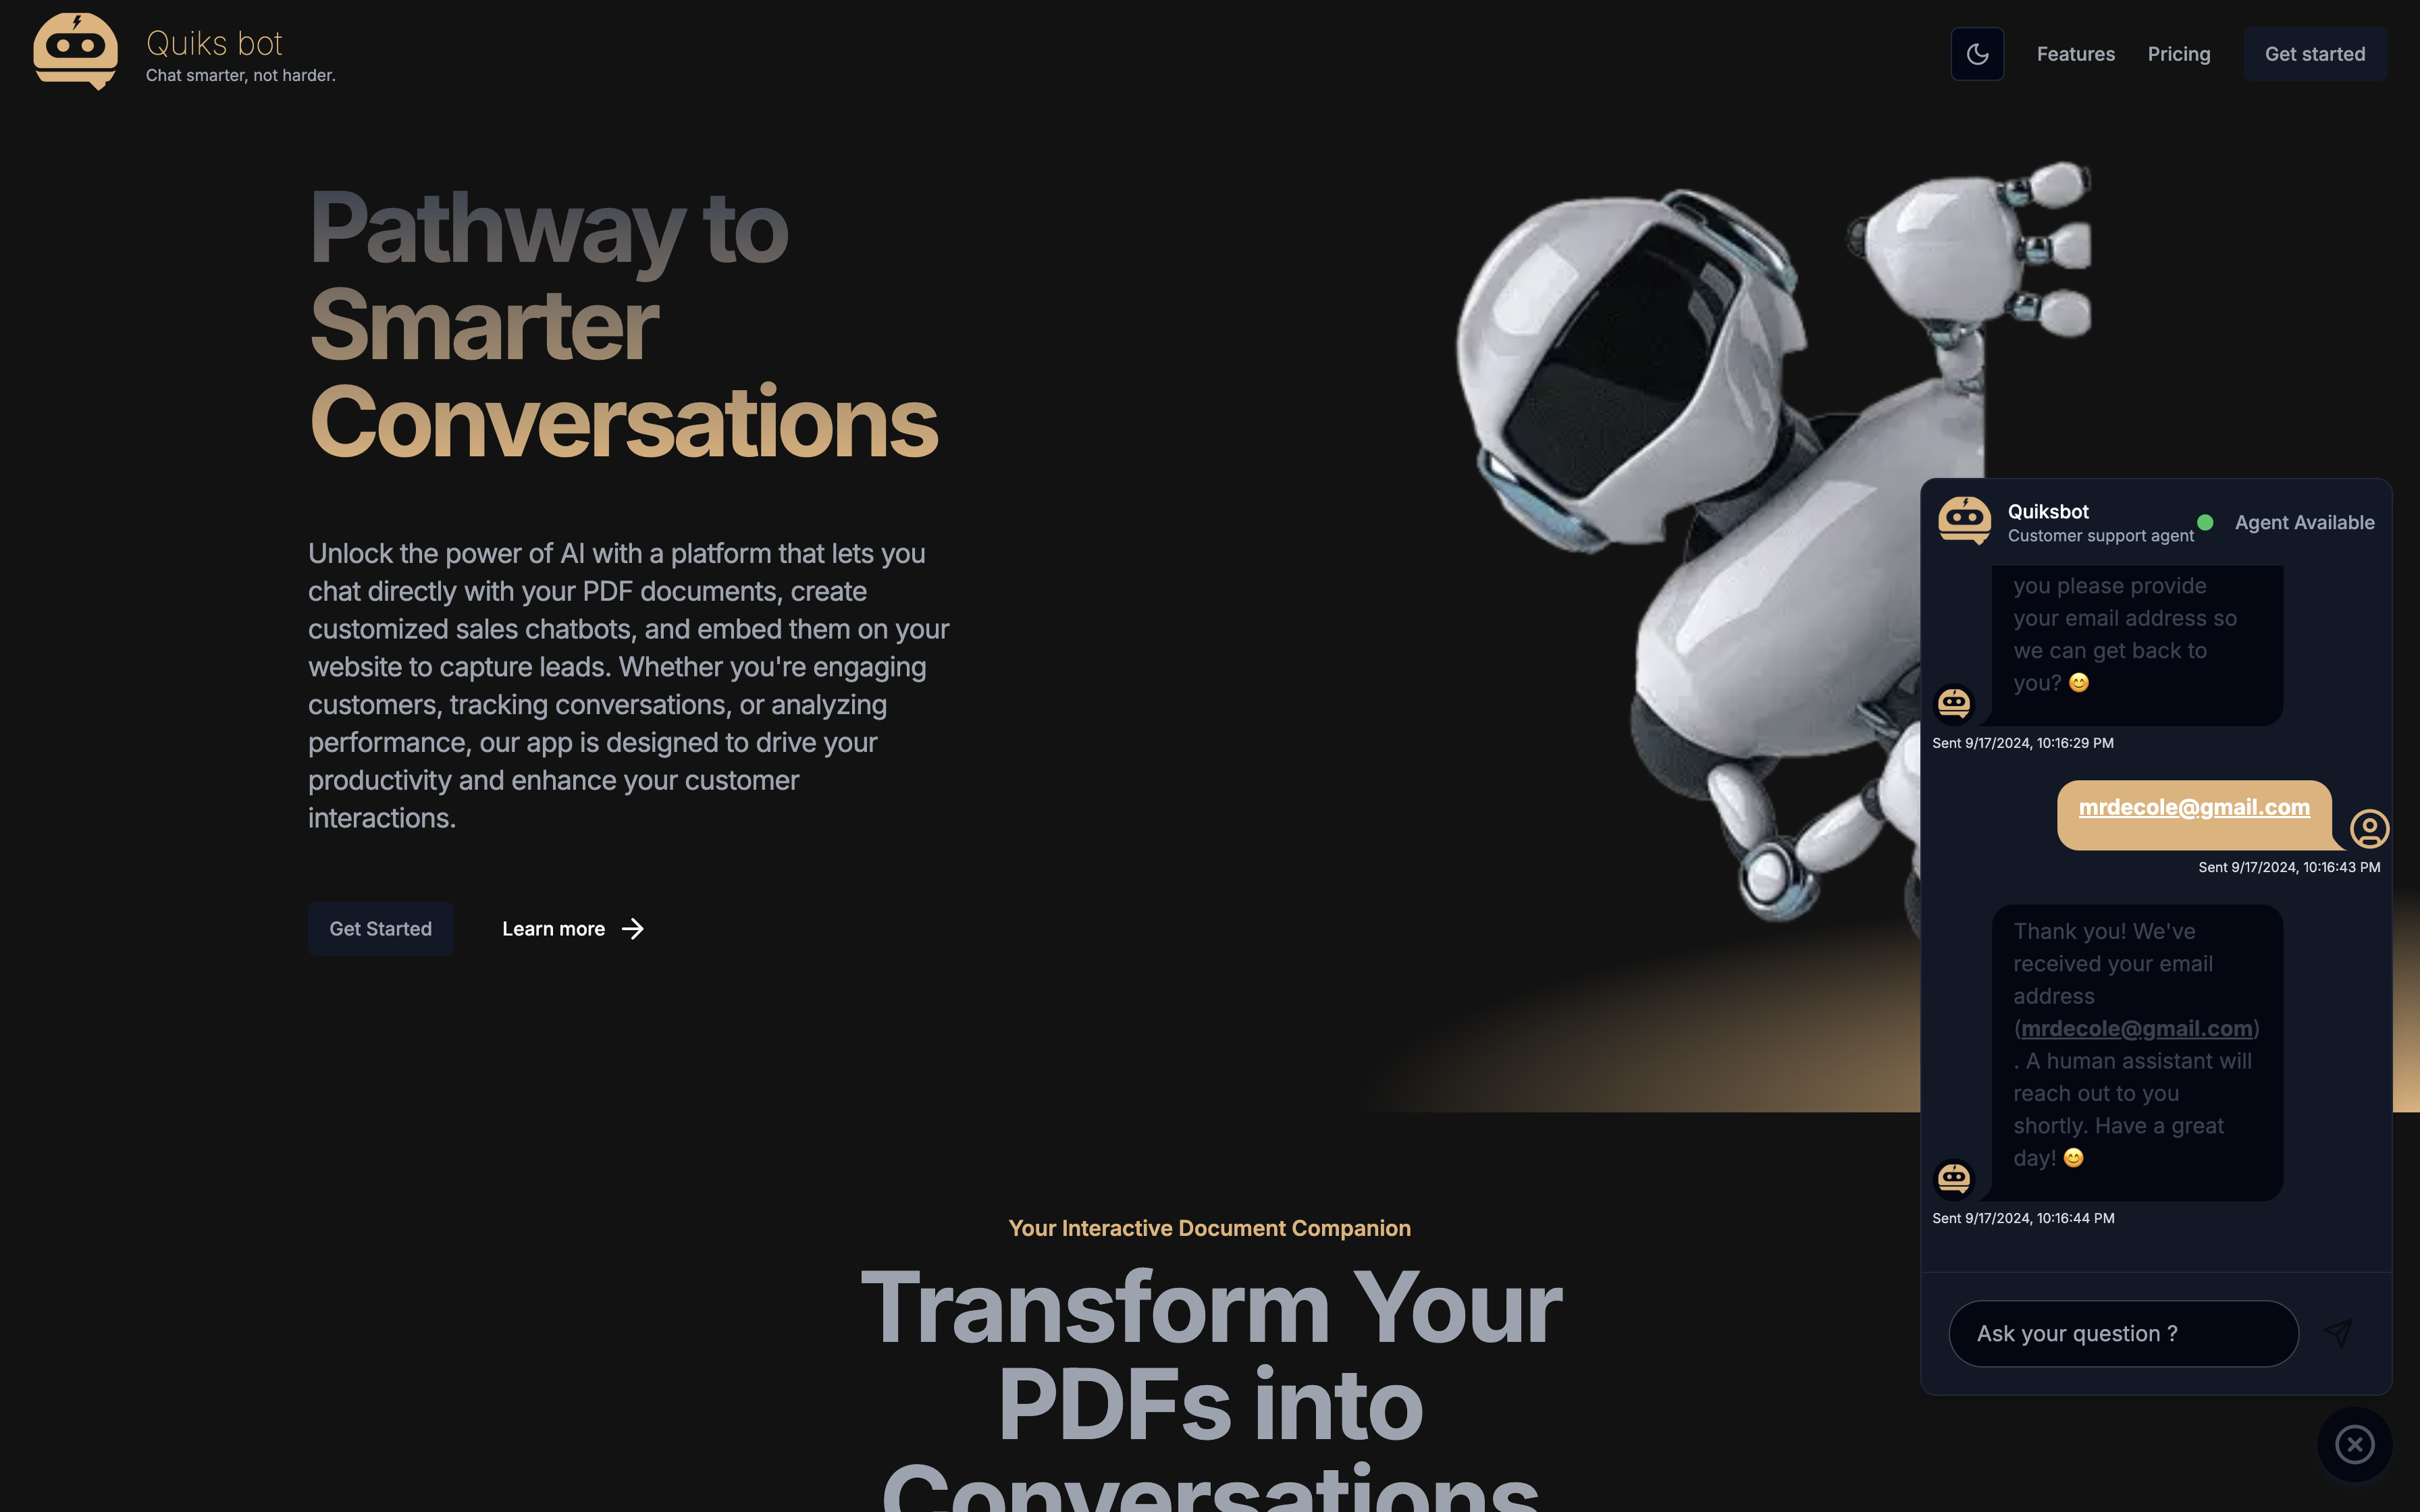 Quiks bot
Chat smarter, not harder.
Features
Pricing
Get started
Pathway to
Smarter
Conversations
Unlock the power of AI with a platform that lets you
chat directly with your PDF documents, create
customized sales chatbots, and embed them on your
website to capture leads. Whether you're engaging
customers, tracking conversations, or analyzing
performance, our app is designed to drive your
productivity and enhance your customer
interactions.
Get Started
Learn more
Quiksbot
Customer support agent
Agent Available
you please provide
your email address so
we can get back to
you? 😊
Sent 9/17/2024, 10:16:29 PM
mrdecole@gmail.com
Sent 9/17/2024, 10:16:43 PM
Thank you! We've
received your email
address
(mrdecole@gmail.com)
. A human assistant will
reach out to you
shortly. Have a great
day! 😊
Sent 9/17/2024, 10:16:44 PM
Ask your question ?
Your Interactive Document Companion
Transform Your
PDFs into
Conversations